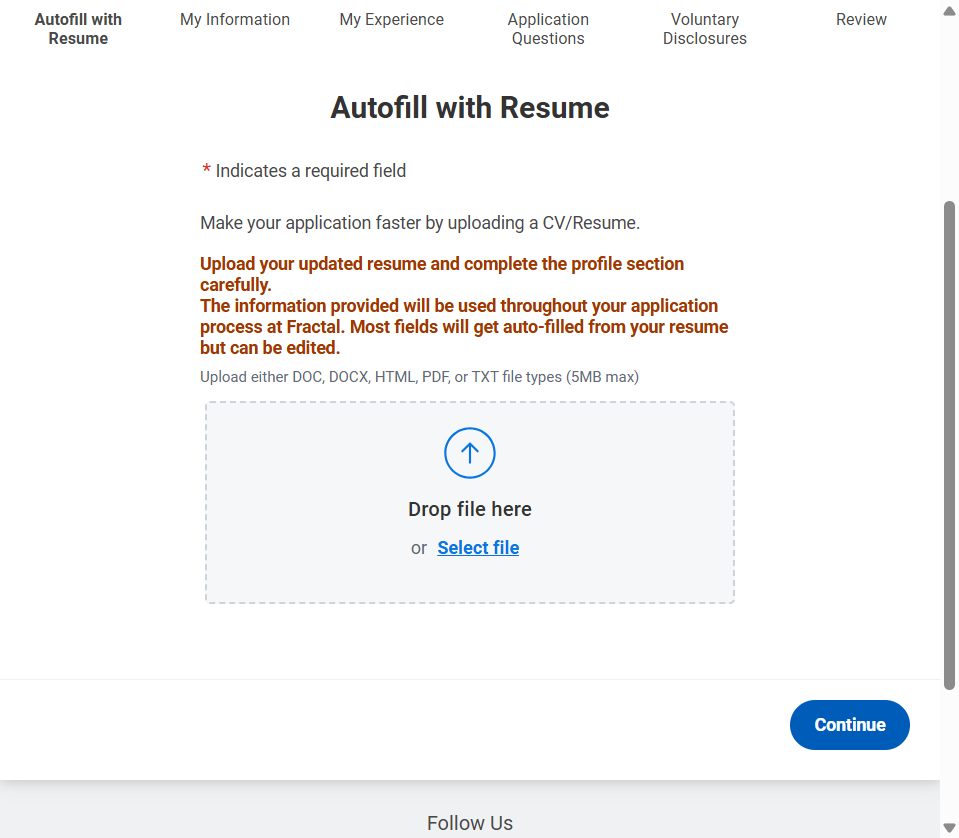 Autofill with
Resume
My Information
My Experience
Application
Questions
Voluntary
Disclosures
Review
Autofill with Resume
* Indicates a required field
Make your application faster by uploading a CV/Resume.
Upload your updated resume and complete the profile section
carefully.
The information provided will be used throughout your application
process at Fractal. Most fields will get auto-filled from your resume
but can be edited.
Upload either DOC, DOCX, HTML, PDF, or TXT file types (5MB max)
Drop file here
or Select file
Continue
Follow Us